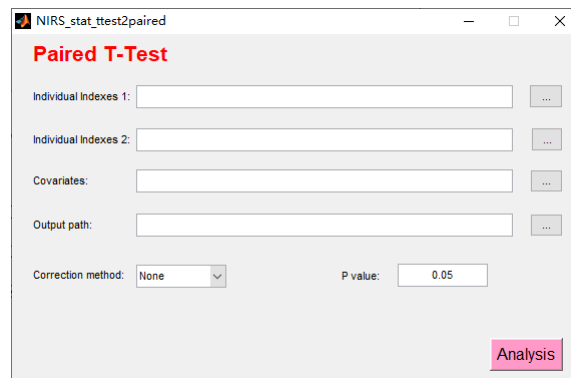 NIRS_stat_ttest2paired
Paired T-Test
Individual Indexes 1: ...
Individual Indexes 2: ...
Covariates: ...
Output path: ...
Correction method: None P value: 0.05
Analysis